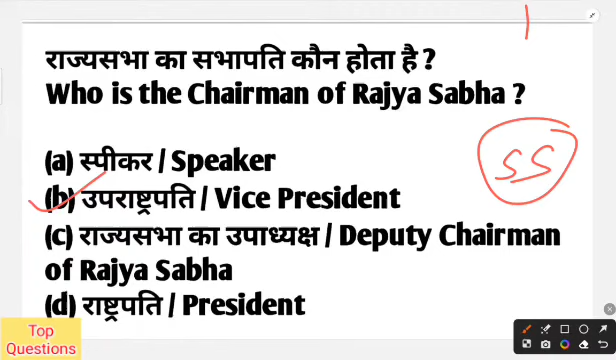 राज्यसभा का सभापति कौन होता है ?
Who is the Chairman of Rajya Sabha ?
(a) स्पीकर / Speaker
(b) उपराष्ट्रपति / Vice President
(c) राज्यसभा का उपाध्यक्ष / Deputy Chairman
of Rajya Sabha
(d) राष्ट्रपति / President
SS
Top
Questions